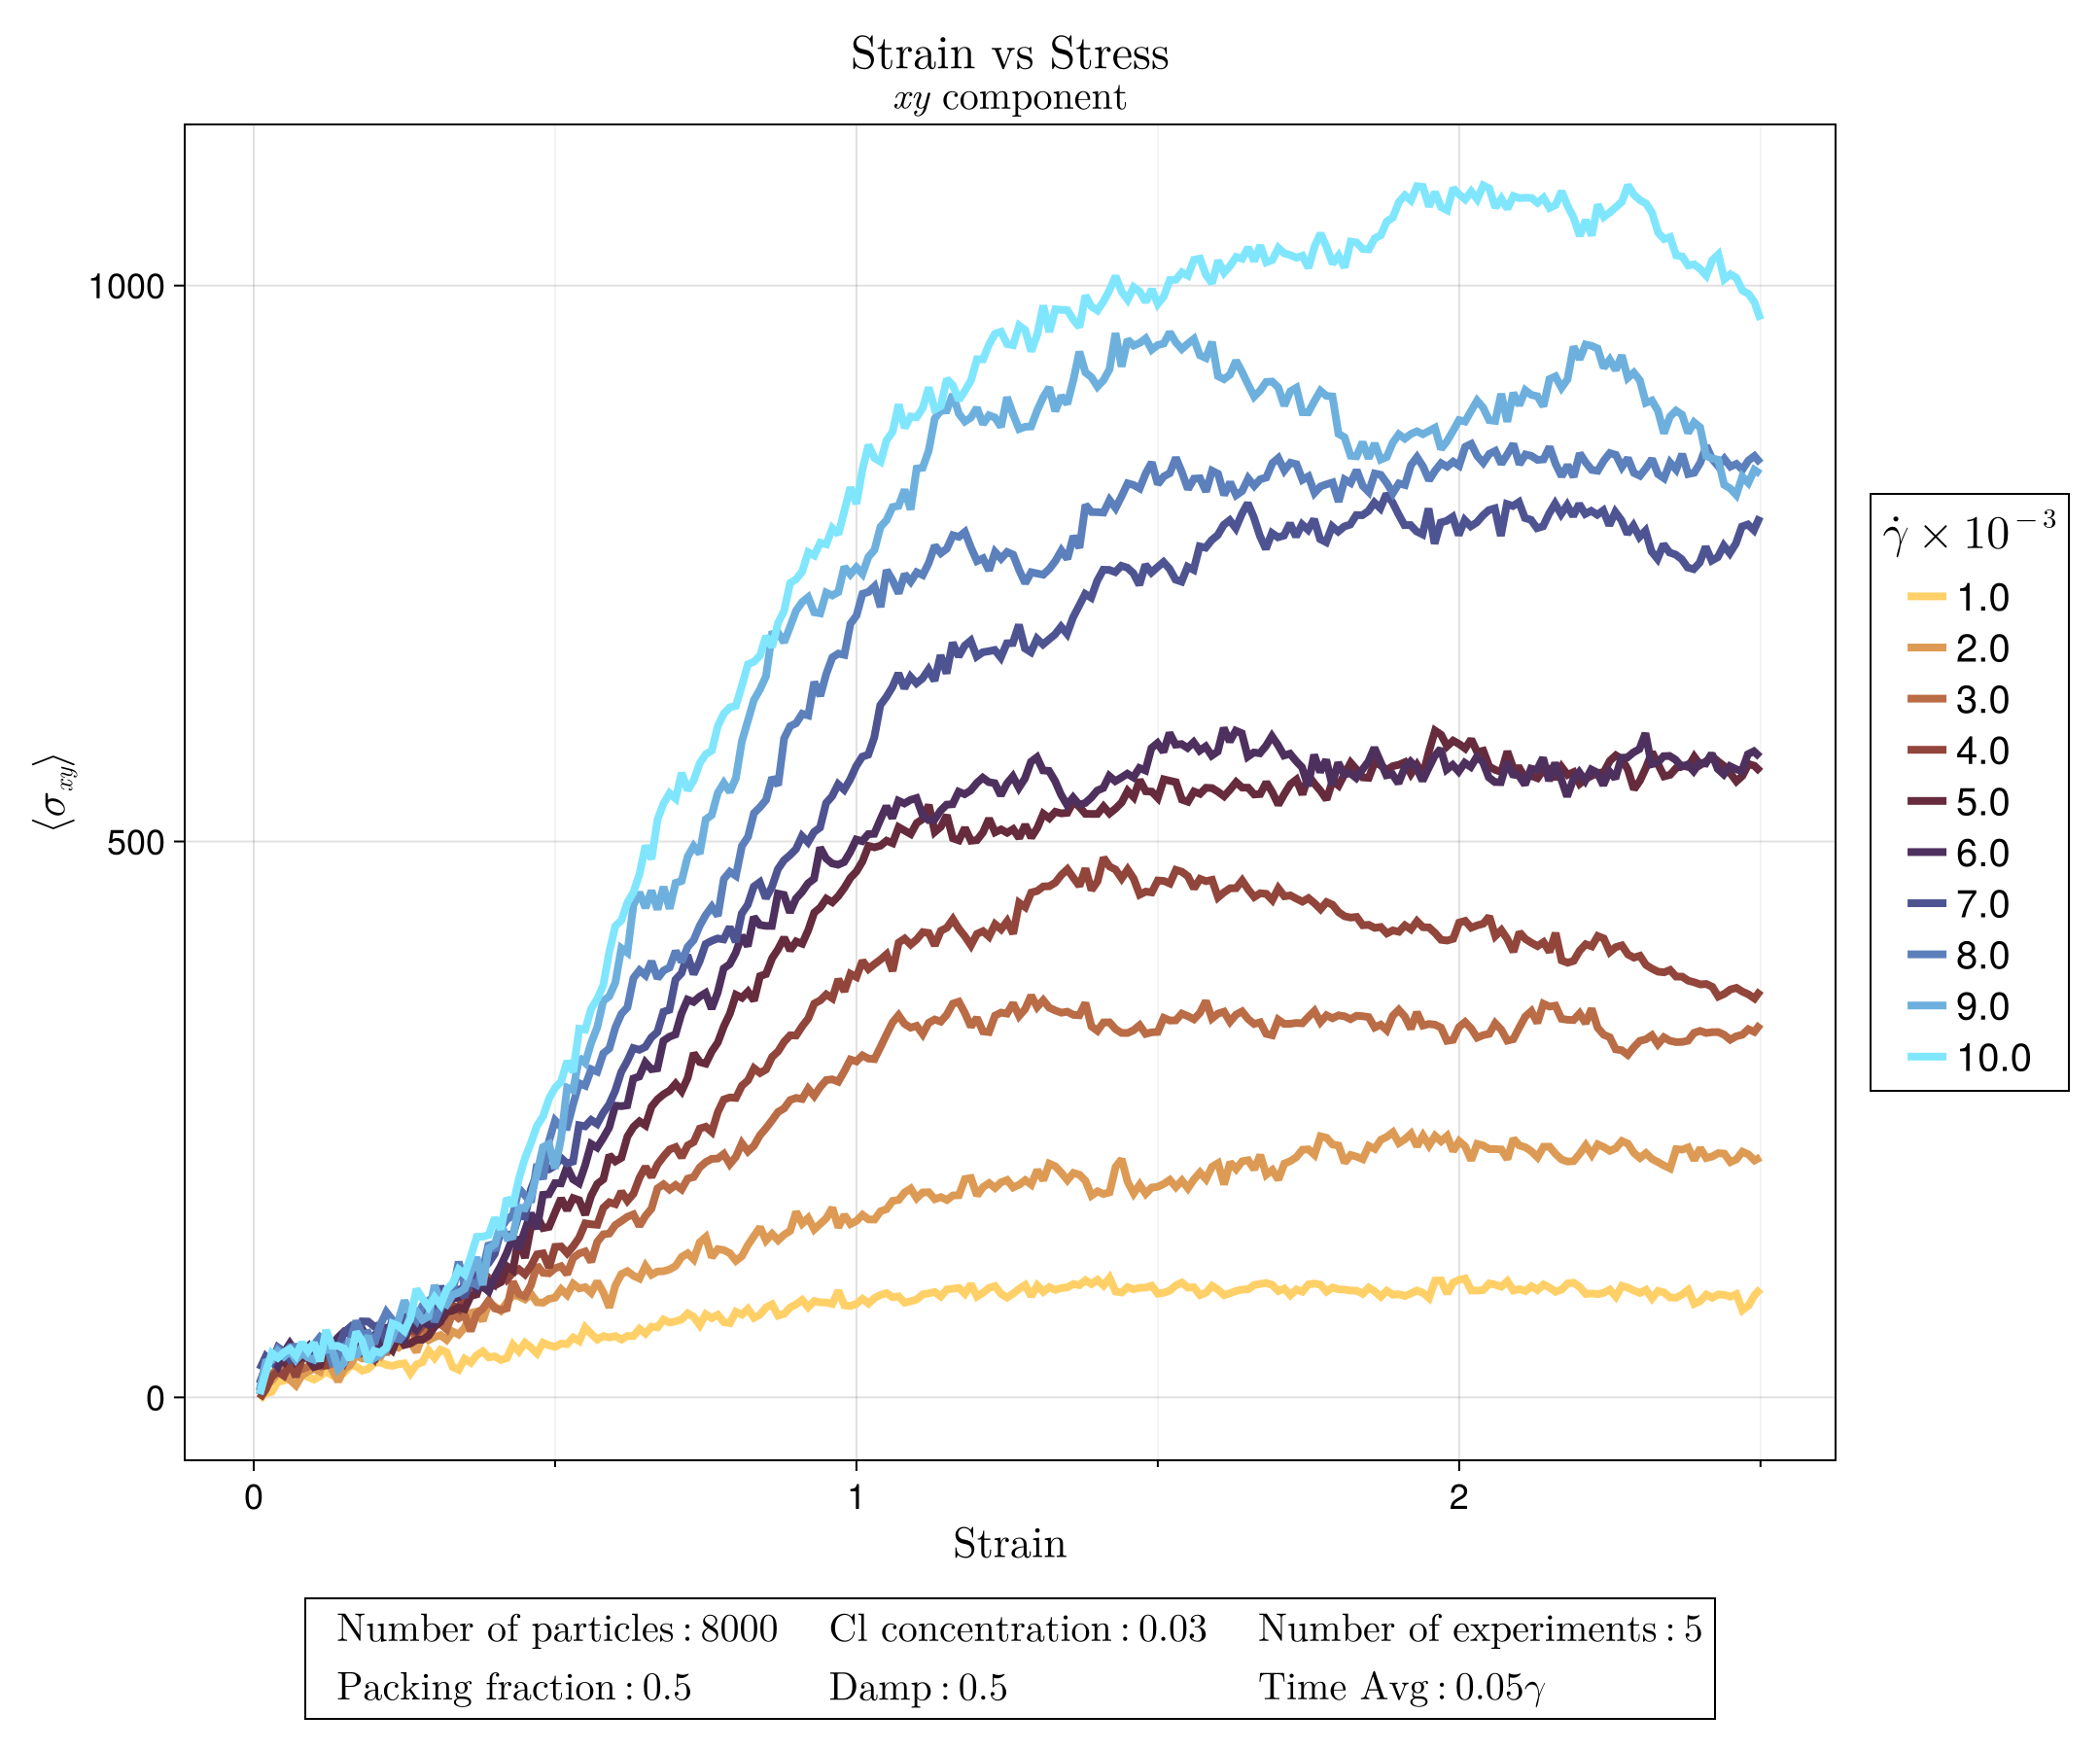 Strain vs Stress
xy component
⟨σxy⟩
1000
500
0
0 1 2
Strain
γ̇ × 10⁻³
1.0
2.0
3.0
4.0
5.0
6.0
7.0
8.0
9.0
10.0
Number of particles : 8000 Cl concentration : 0.03 Number of experiments : 5
Packing fraction : 0.5 Damp : 0.5 Time Avg : 0.05γ